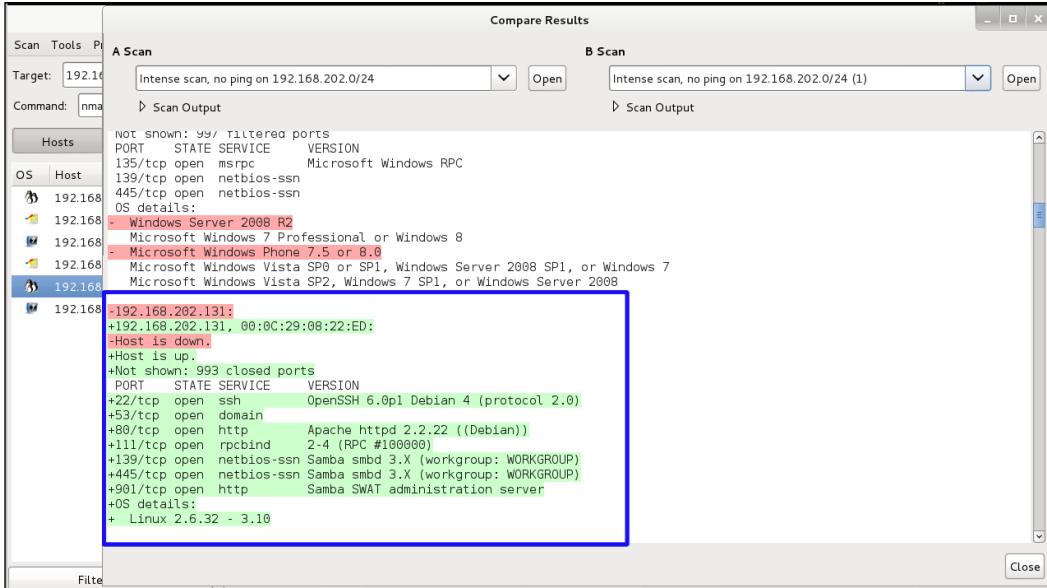 Compare Results
Scan Tools
A Scan
B Scan
Target: 192.16
Intense scan, no ping on 192.168.202.0/24
Open
Intense scan, no ping on 192.168.202.0/24 (1)
Open
Command: nma
Scan Output
Scan Output
Hosts
OS Host
192.168
192.168
192.168
192.168
192.168
192.168
Not shown: 997 filtered ports
PORT STATE SERVICE VERSION
135/tcp open msrpc Microsoft Windows RPC
139/tcp open netbios-ssn
445/tcp open netbios-ssn
OS details:
- Windows Server 2008 R2
Microsoft Windows 7 Professional or Windows 8
- Microsoft Windows Phone 7.5 or 8.0
Microsoft Windows Vista SP0 or SP1, Windows Server 2008 SP1, or Windows 7
Microsoft Windows Vista SP2, Windows 7 SP1, or Windows Server 2008
-192.168.202.131:
+192.168.202.131, 00:0C:29:08:22:ED:
-Host is down.
+Host is up.
+Not shown: 993 closed ports
PORT STATE SERVICE VERSION
+22/tcp open ssh OpenSSH 6.0p1 Debian 4 (protocol 2.0)
+53/tcp open domain
+80/tcp open http Apache httpd 2.2.22 ((Debian))
+111/tcp open rpcbind 2-4 (RPC #100000)
+139/tcp open netbios-ssn Samba smbd 3.X (workgroup: WORKGROUP)
+445/tcp open netbios-ssn Samba smbd 3.X (workgroup: WORKGROUP)
+901/tcp open http Samba SWAT administration server
+OS details:
+ Linux 2.6.32 - 3.10
Close
Filte